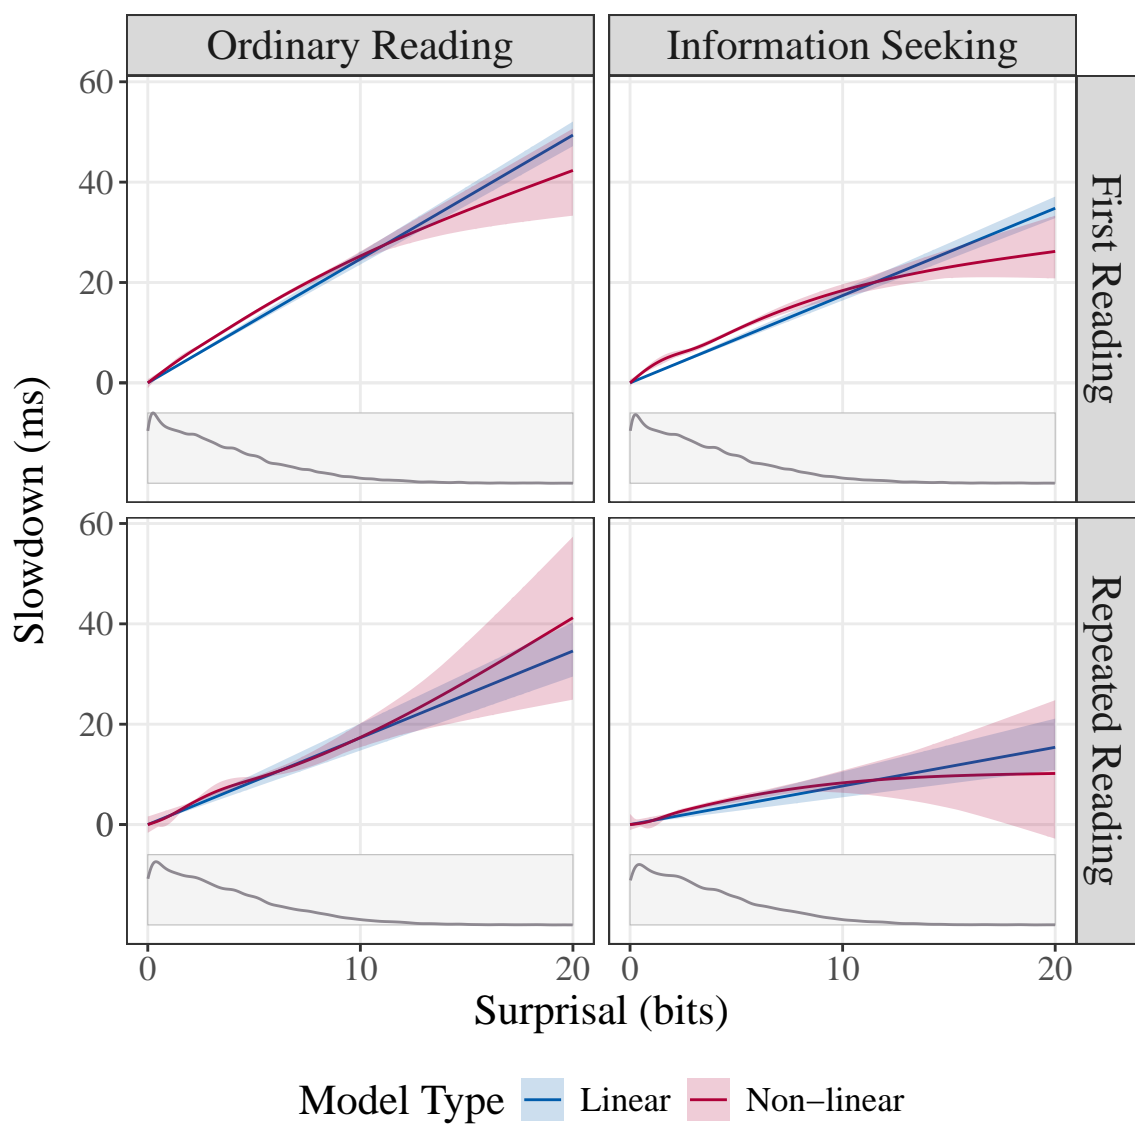 Ordinary Reading
Information Seeking
60
40
20
0
First Reading
Slowdown (ms)
60
40
20
0
Repeated Reading
0 10 20
0 10 20
Surprisal (bits)
Model Type Linear Non−linear